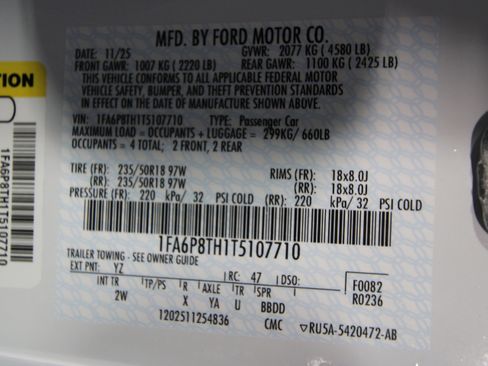 MFD. BY FORD MOTOR CO.
DATE: 11/25 GVWR: 2077 KG ( 4580 LB)
FRONT GAWR: 1007 KG ( 2220 LB) REAR GAWR: 1100 KG ( 2425 LB)
THIS VEHICLE CONFORMS TO ALL APPLICABLE FEDERAL MOTOR
VEHICLE SAFETY, BUMPER, AND THEFT PREVENTION STANDARDS
IN EFFECT ON THE DATE OF MANUFACTURE SHOWN ABOVE.
VIN: 1FA6P8TH1T5107710 TYPE: Passenger Car
MAXIMUM LOAD = OCCUPANTS + LUGGAGE = 299KG/ 660LB
OCCUPANTS = 4 TOTAL; 2 FRONT, 2 REAR
TIRE (FR): 235/50R18 97W RIMS (FR): 18x8.0J
(RR): 235/50R18 97W (RR): 18x8.0J
PRESSURE (FR): 220 kPa/ 32 PSI COLD (RR): 220 kPa/ 32 PSI COLD
1FA6P8TH1T5107710
TRAILER TOWING - SEE OWNER GUIDE
EXT PNT: YZ RC: 47 DSO: F0082
R0236
INT TR TP/PS R AXLE TR SPR
2W X YA U BBDD
1202511254836 CMC ▽RU5A-5420472-AB
TION
1FA6P8TH1T5107710